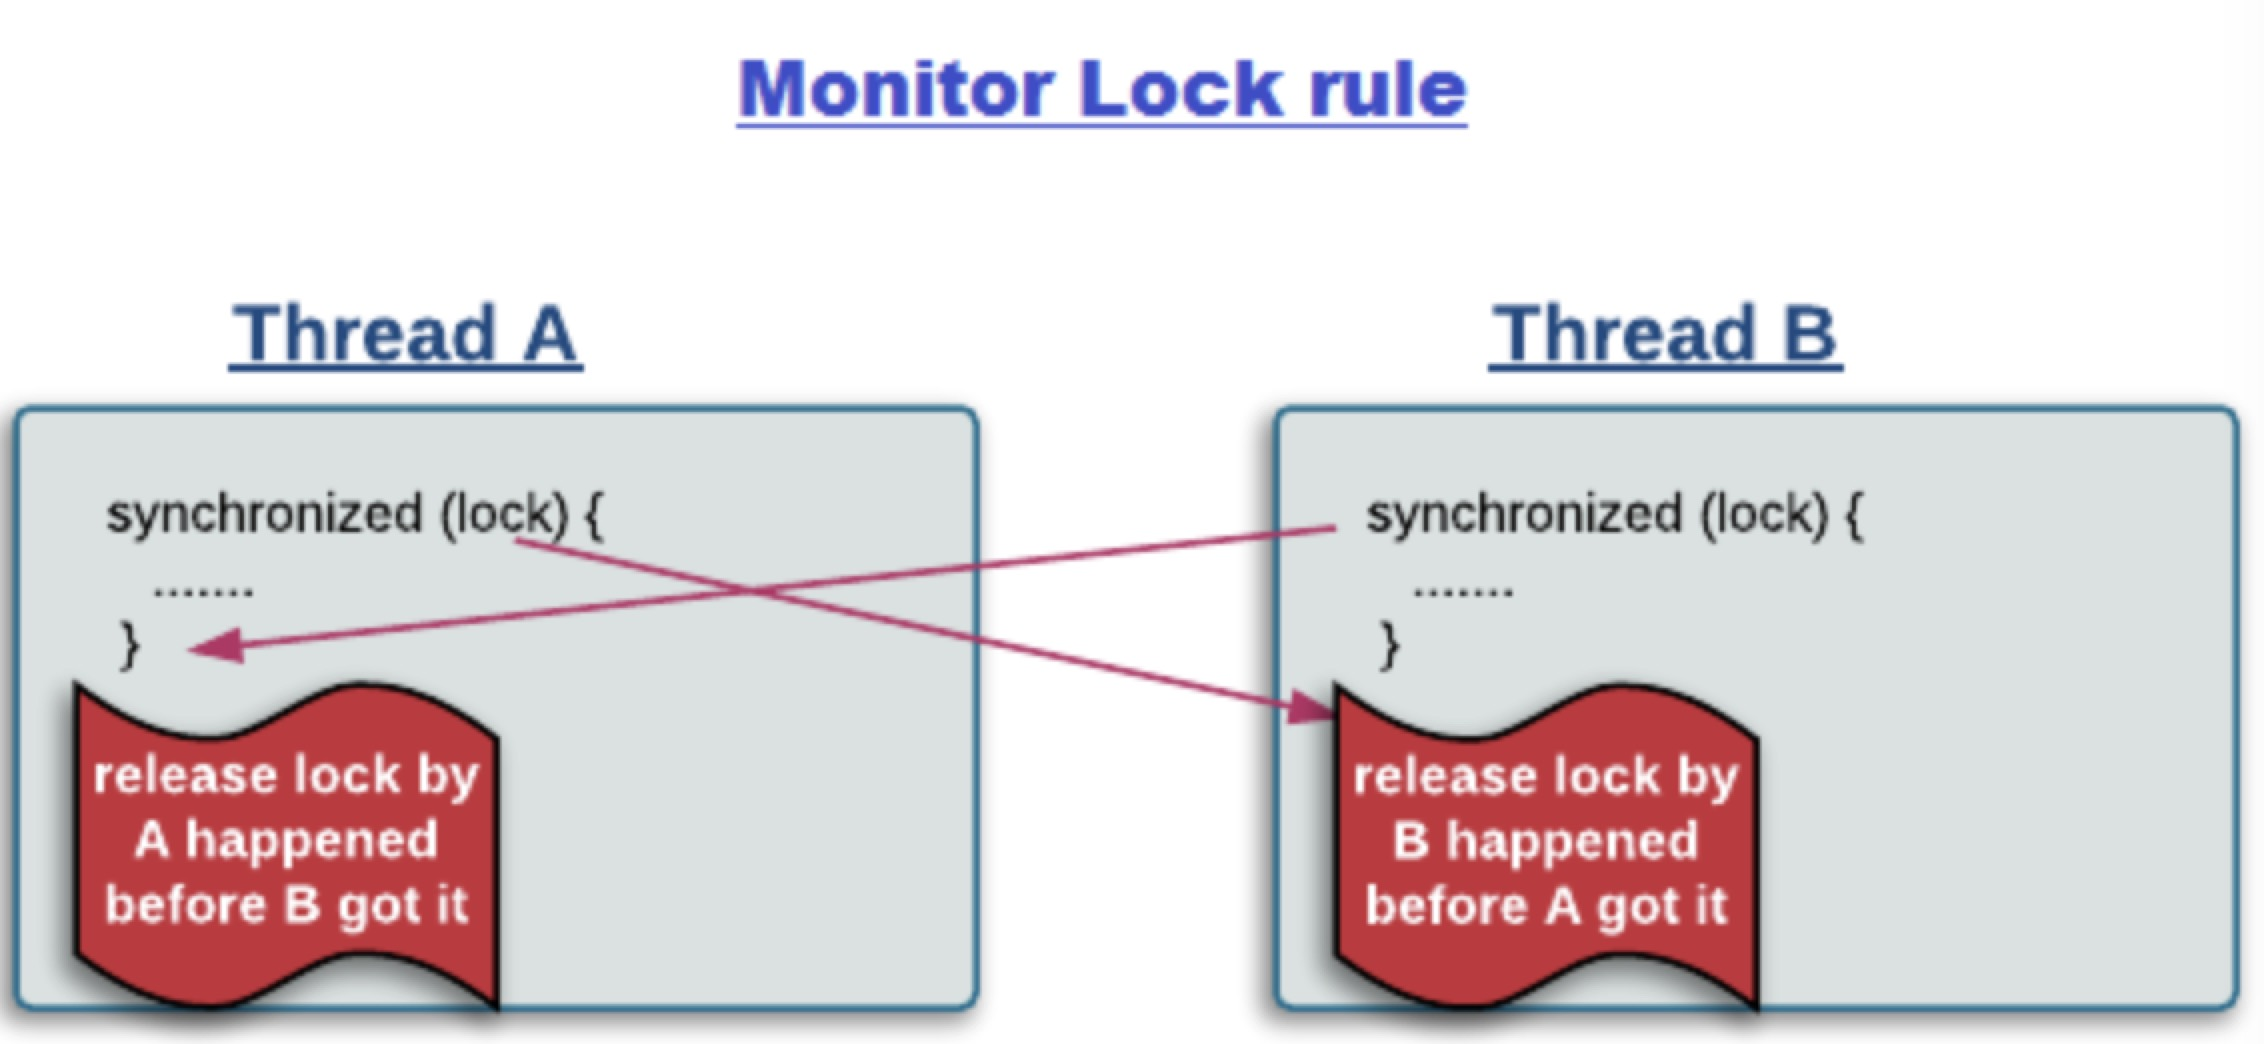 Monitor Lock rule
Thread A
synchronized (lock) {
.......
}
release lock by
A happened
before B got it
Thread B
synchronized (lock) {
.......
}
release lock by
B happened
before A got it